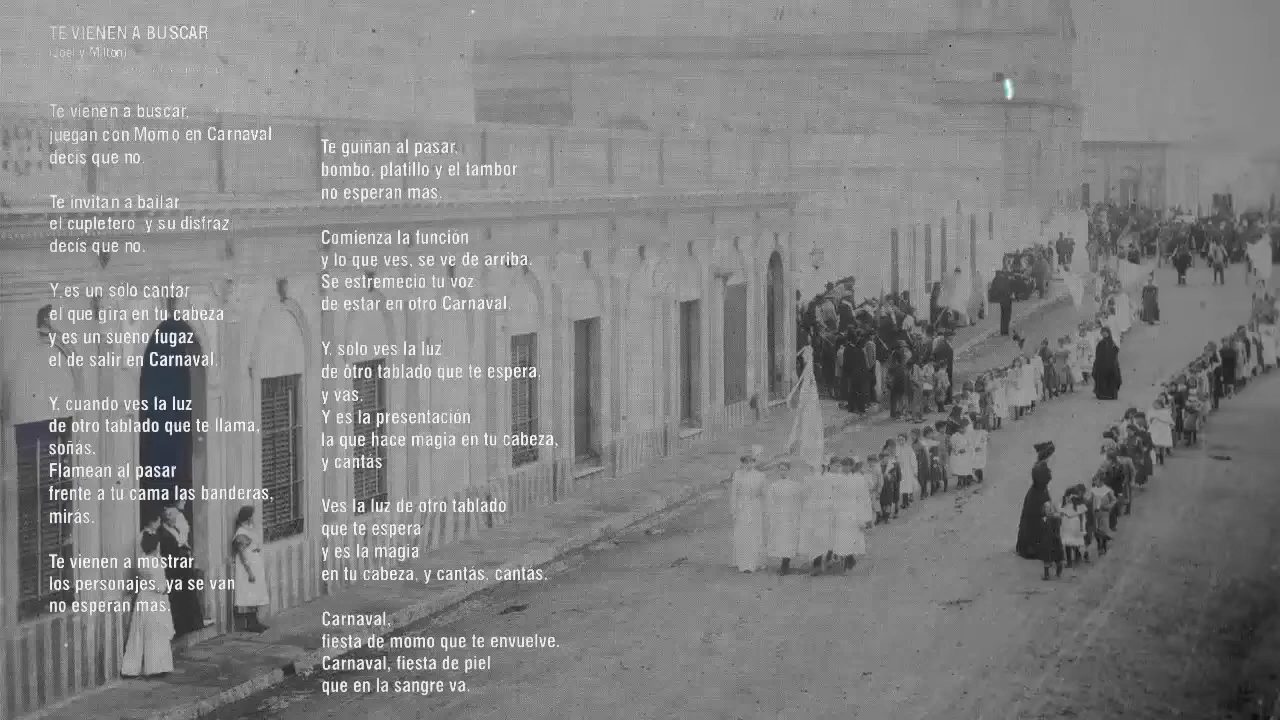 TE VIENEN A BUSCAR
(Joel y Milton)
Te vienen a buscar,
juegan con Momo en Carnaval
decis que no.
Te invitan a bailar
el cupletero y su disfraz
decis que no.
Y es un solo cantar
el que gira en tu cabeza
y es un sueno fugaz
el de salir en Carnaval.
Y, cuando ves la luz
de otro tablado que te llama,
soñás.
Flamean al pasar
frente a tu cama las banderas,
miras.
Te vienen a mostrar
los personajes, ya se van
no esperan mas.
Te guiñan al pasar,
bombo, platillo y el tambor
no esperan mas.
Comienza la función
y lo que ves, se ve de arriba.
Se estremecio tu voz
de estar en otro Carnaval.
Y, solo ves la luz
de otro tablado que te espera,
y vas.
Y es la presentación
la que hace magia en tu cabeza,
y cantás
Ves la luz de otro tablado
que te espera
y es la magia
en tu cabeza, y cantás, cantás.
Carnaval,
fiesta de momo que te envuelve.
Carnaval, fiesta de piel
que en la sangre va.